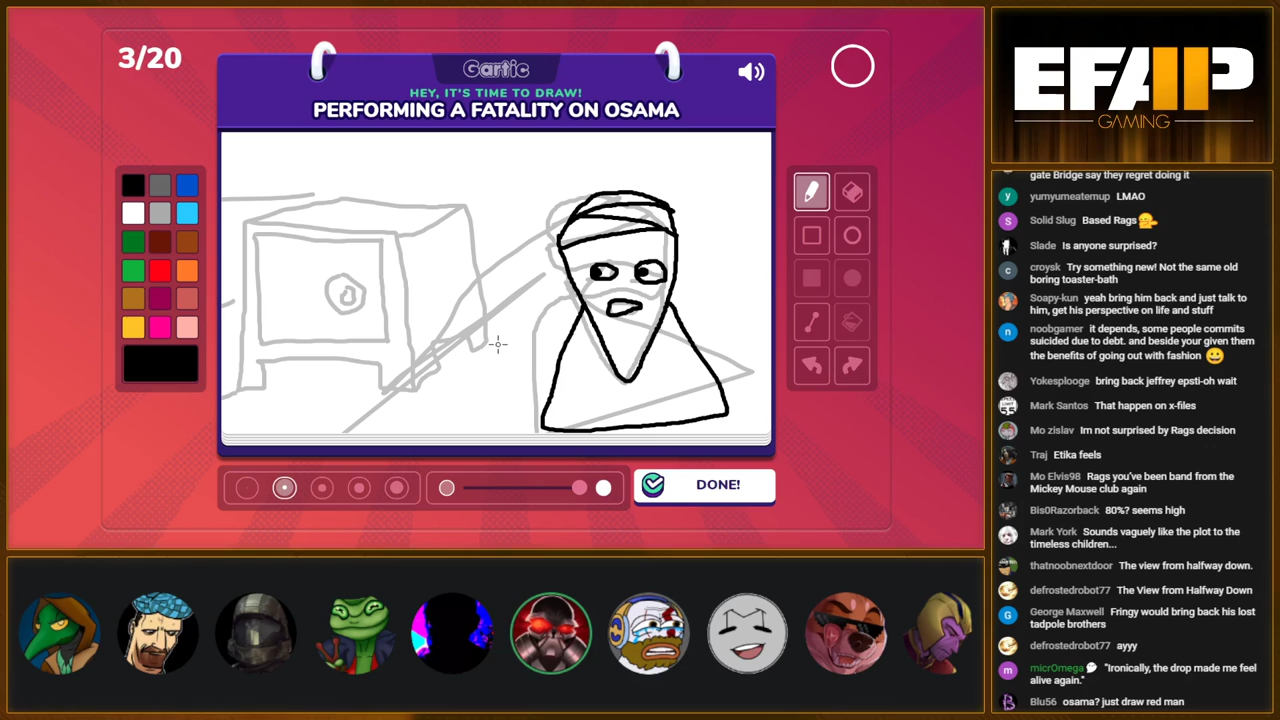 3/20
Gartic
HEY, IT'S TIME TO DRAW!
PERFORMING A FATALITY ON OSAMA
DONE!
EFAP
GAMING
gate Bridge say they regret doing it
yumyumeatemup LMAO
Solid Slug Based Rags
Slade Is anyone surprised?
croysk Try something new! Not the same old
boring toaster-bath
Soapy-kun yeah bring him back and just talk to
him, get his perspective on life and stuff
noobgamer it depends, some people commits
suicided due to debt. and beside your given them
the benefits of going out with fashion
Yokesplooge bring back jeffrey epsti-oh wait
Mark Santos That happen on x-files
Mo zislav Im not surprised by Rags decision
Traj Etika feels
Mo Elvis98 Rags you've been band from the
Mickey Mouse club again
Bis0Razorback 80%? seems high
Mark York Sounds vaguely like the plot to the
timeless children...
thatnoobnextdoor The view from halfway down.
defrostedrobot77 The View from Halfway Down
George Maxwell Fringy would bring back his lost
tadpole brothers
defrostedrobot77 ayyy
micrOmega "Ironically, the drop made me feel
alive again."
Blu56 osama? just draw red man